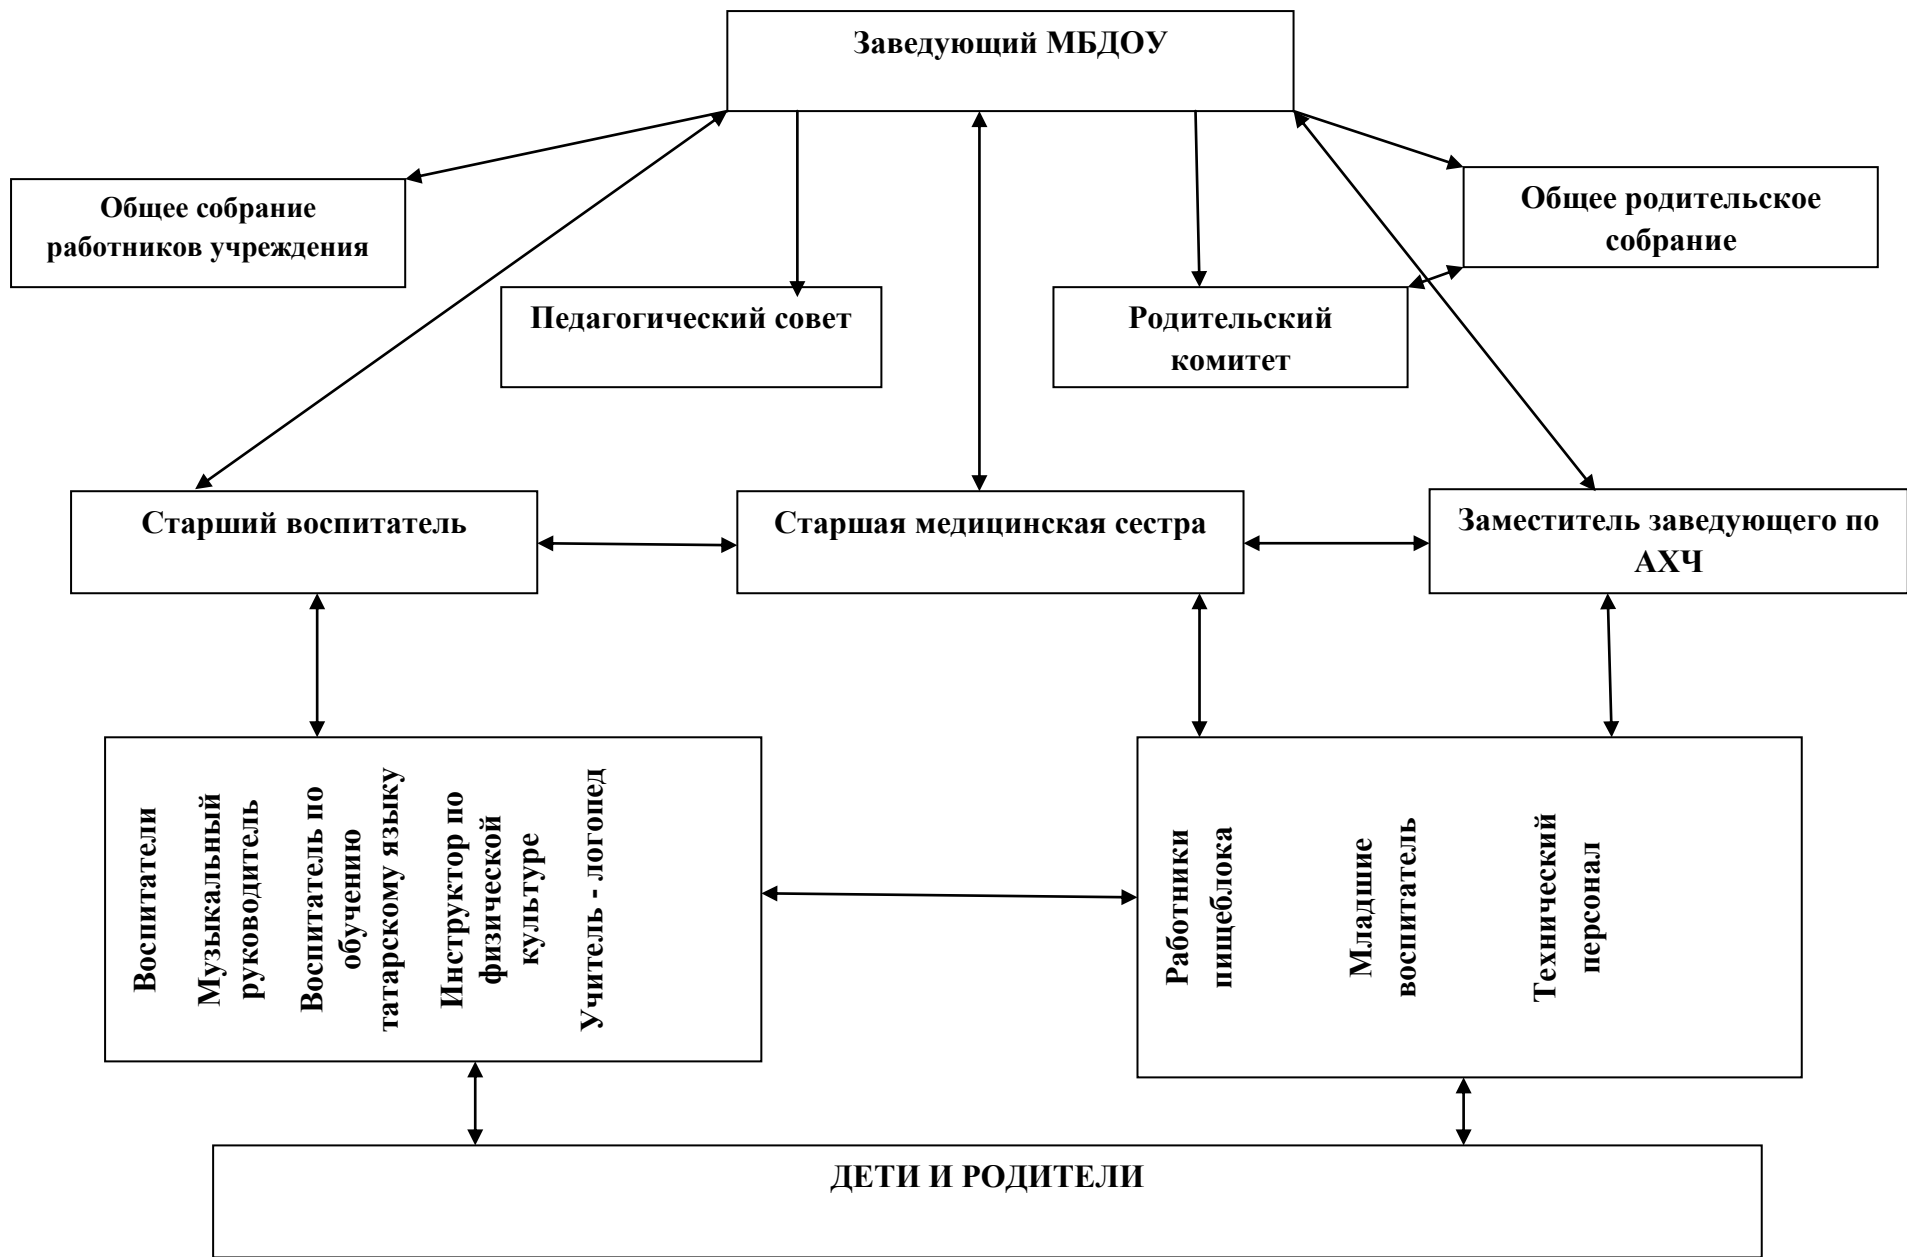 Заведующий МБДОУ
Общее собрание
работников учреждения
Общее родительское
собрание
Педагогический совет
Родительский
комитет
Старший воспитатель
Старшая медицинская сестра
Заместитель заведующего по
АХЧ
Воспитатели
Музыкальный
руководитель
Воспитатель по
обучению
татарскому языку
Инструктор по
физической
культуре
Учитель - логопед
Работники
пищеблока
Младшие
воспитатель
Технический
персонал
ДЕТИ И РОДИТЕЛИ